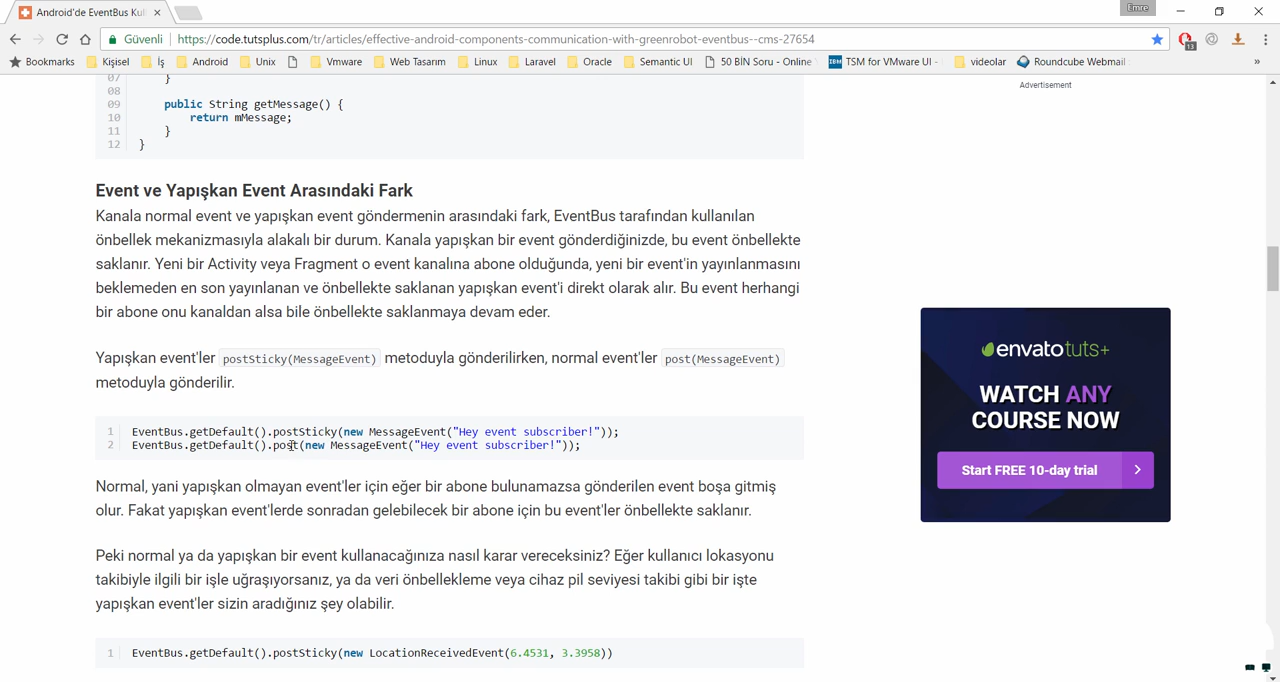 Android'de EventBus Kul
Emre
Güvenli
https://code.tutsplus.com/tr/articles/effective-android-components-communication-with-greenrobot-eventbus--cms-27654
13
Bookmarks Kişisel İş Android Unix Vmware Web Tasarım Linux Laravel Oracle Semantic UI 50 BİN Soru - Online TSM for VMware UI - videolar Roundcube Webmail »
Advertisement
07 }
08
09 public String getMessage() {
10 return mMessage;
11 }
12 }
Event ve Yapışkan Event Arasındaki Fark
Kanala normal event ve yapışkan event göndermenin arasındaki fark, EventBus tarafından kullanılan
önbellek mekanizmasıyla alakalı bir durum. Kanala yapışkan bir event gönderdiğinizde, bu event önbellekte
saklanır. Yeni bir Activity veya Fragment o event kanalına abone olduğunda, yeni bir event'in yayınlanmasını
beklemeden en son yayınlanan ve önbellekte saklanan yapışkan event'i direkt olarak alır. Bu event herhangi
bir abone onu kanaldan alsa bile önbellekte saklanmaya devam eder.
Yapışkan event'ler postSticky(MessageEvent) metoduyla gönderilirken, normal event'ler post(MessageEvent)
metoduyla gönderilir.
1 EventBus.getDefault().postSticky(new MessageEvent("Hey event subscriber!"));
2 EventBus.getDefault().post(new MessageEvent("Hey event subscriber!"));
Normal, yani yapışkan olmayan event'ler için eğer bir abone bulunamazsa gönderilen event boşa gitmiş
olur. Fakat yapışkan event'lerde sonradan gelebilecek bir abone için bu event'ler önbellekte saklanır.
Peki normal ya da yapışkan bir event kullanacağınıza nasıl karar vereceksiniz? Eğer kullanıcı lokasyonu
takibiyle ilgili bir işle uğraşıyorsanız, ya da veri önbellekleme veya cihaz pil seviyesi takibi gibi bir işte
yapışkan event'ler sizin aradığınız şey olabilir.
1 EventBus.getDefault().postSticky(new LocationReceivedEvent(6.4531, 3.3958))
envatotuts+
WATCH ANY
COURSE NOW
Start FREE 10-day trial